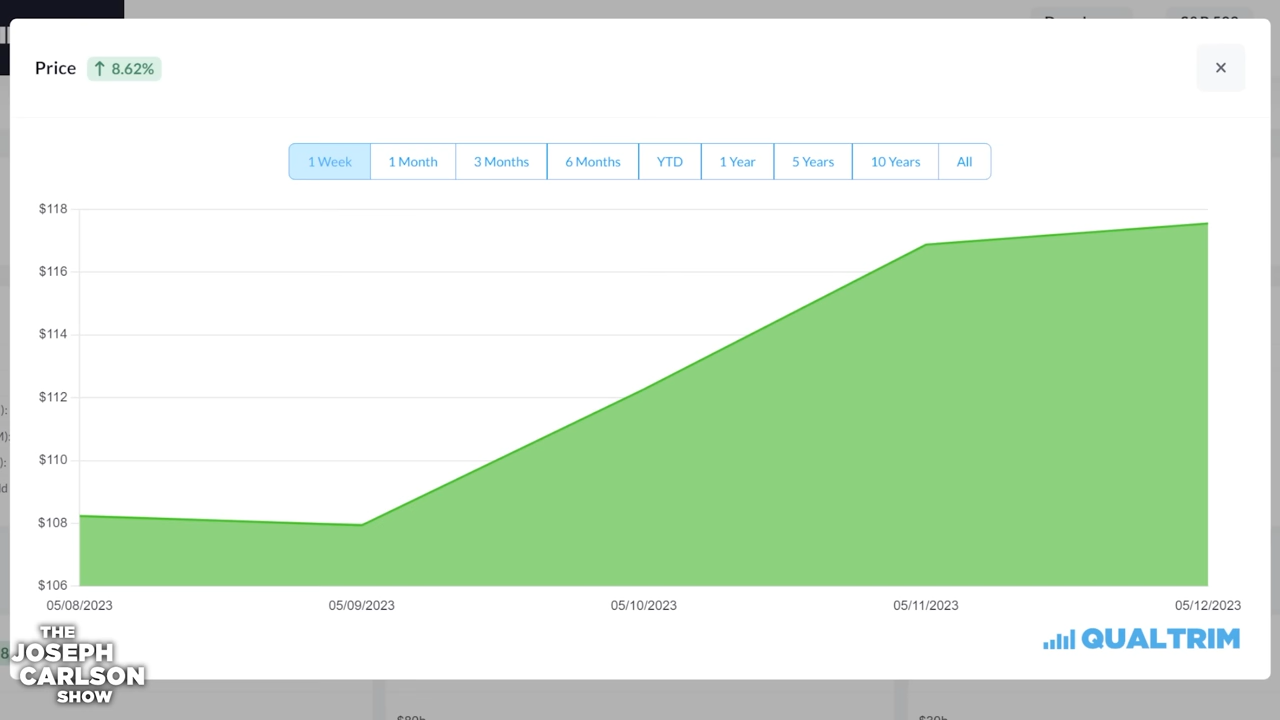 Price ↑ 8.62% ×
1 Week 1 Month 3 Months 6 Months YTD 1 Year 5 Years 10 Years All
$118
$116
$114
$112
$110
$108
$106
05/08/2023 05/09/2023 05/10/2023 05/11/2023 05/12/2023
QUALTRIM
THE
JOSEPH
CARLSON
SHOW